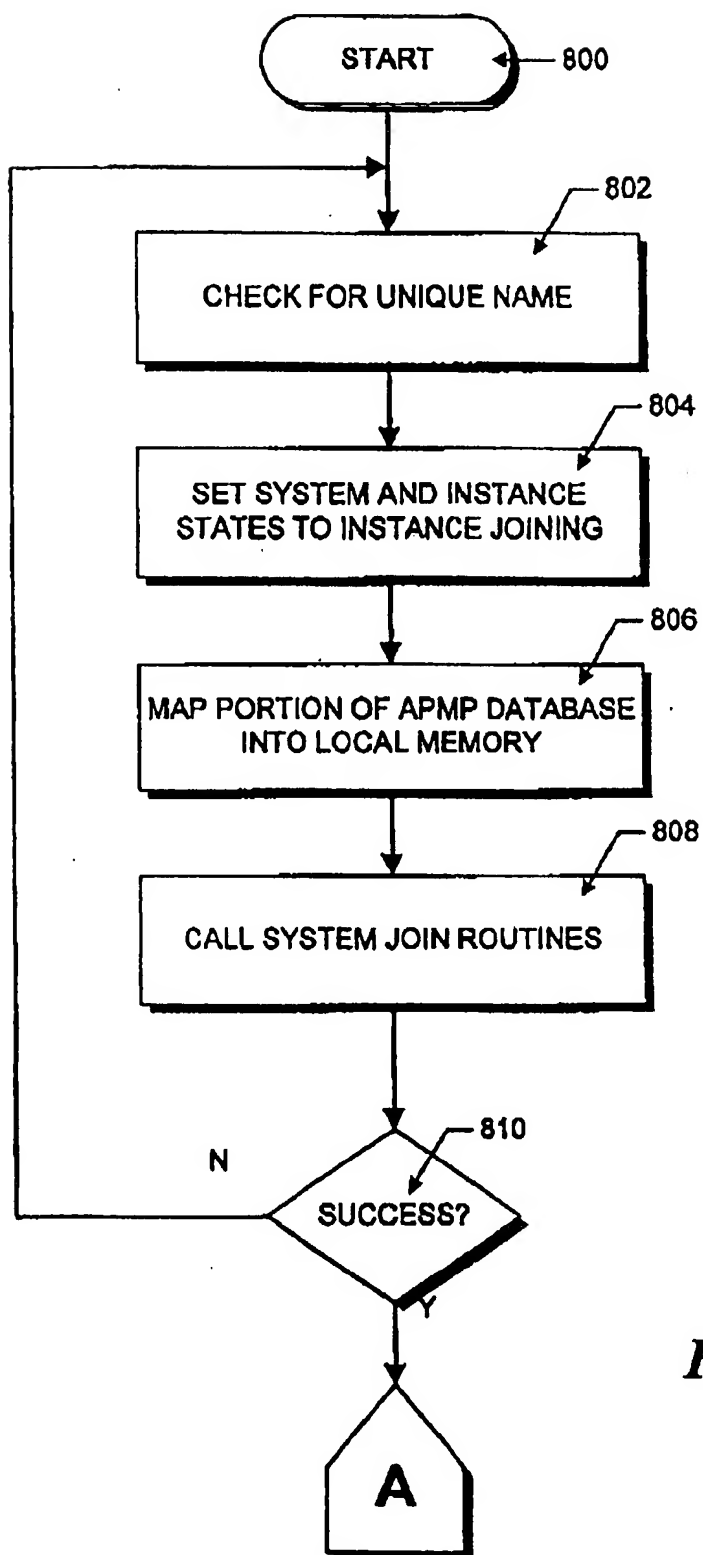 START
800
802
CHECK FOR UNIQUE NAME
804
SET SYSTEM AND INSTANCE
STATES TO INSTANCE JOINING
806
MAP PORTION OF APMP DATABASE
INTO LOCAL MEMORY
808
CALL SYSTEM JOIN ROUTINES
810
N
SUCCESS?
Y
A